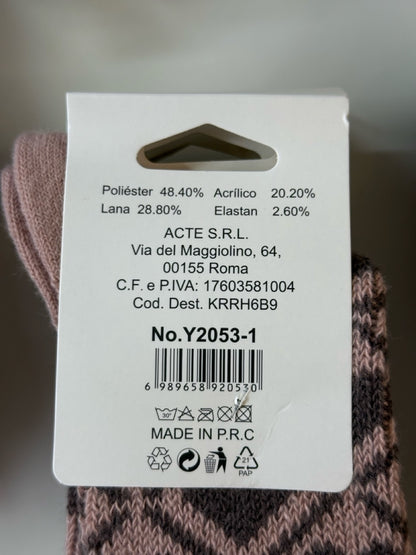 Poliéster 48.40% Acrílico 20.20%
Lana 28.80% Elastan 2.60%
ACTE S.R.L.
Via del Maggiolino, 64,
00155 Roma
C.F. e P.IVA: 17603581004
Cod. Dest. KRRH6B9
No.Y2053-1
6 989658 920530
30°
MADE IN P.R.C
21
PAP